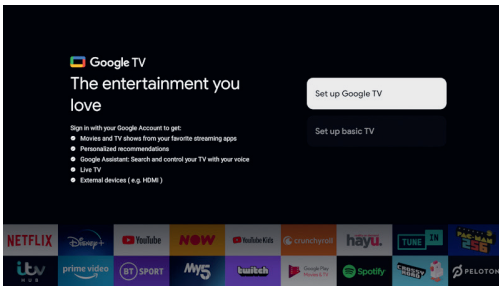 Google TV
The entertainment you
love
Sign in with your Google Account to get:
Movies and TV shows from your favorite streaming apps
Personalized recommendations
Google Assistant: Search and control your TV with your voice
Live TV
External devices ( e.g. HDMI )
Set up Google TV
Set up basic TV
NETFLIX
Disney+
YouTube
NOW
YouTube Kids
crunchyroll
hayu.
TUNE IN
PAC-MAN
256
itv
HUB
prime video
BT SPORT
My5
twitch
Google Play
Movies & TV
Spotify
CROSSY
ROAD
PELOTON